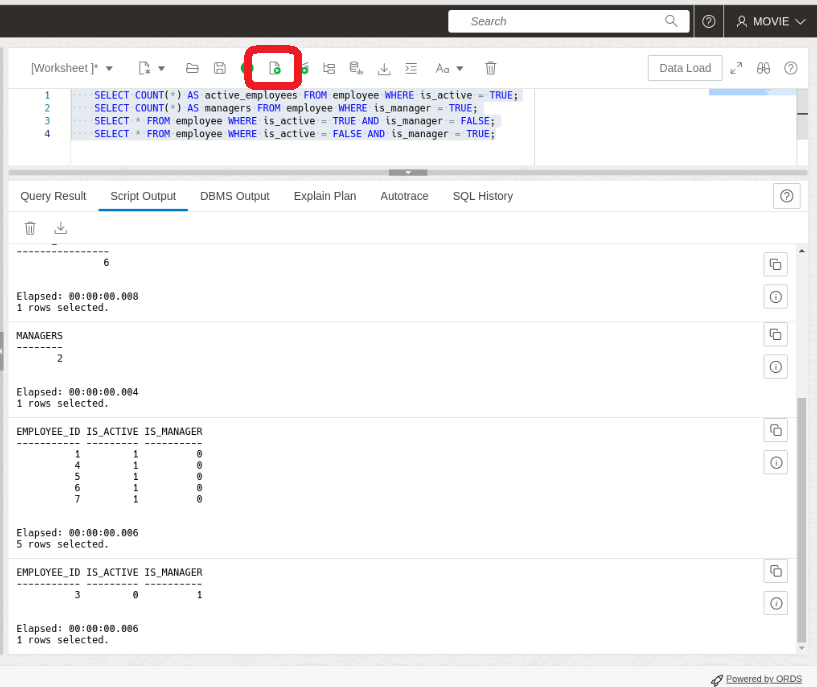 Search
MOVIE
[Worksheet ]*
Aa
Data Load
1 SELECT COUNT(*) AS active_employees FROM employee WHERE is_active = TRUE;
2 SELECT COUNT(*) AS managers FROM employee WHERE is_manager = TRUE;
3 SELECT * FROM employee WHERE is_active = TRUE AND is_manager = FALSE;
4 SELECT * FROM employee WHERE is_active = FALSE AND is_manager = TRUE;
Query Result Script Output DBMS Output Explain Plan Autotrace SQL History
----------------
6
Elapsed: 00:00:00.008
1 rows selected.
MANAGERS
--------
2
Elapsed: 00:00:00.004
1 rows selected.
EMPLOYEE_ID IS_ACTIVE IS_MANAGER
----------- --------- ----------
1 1 0
4 1 0
5 1 0
6 1 0
7 1 0
Elapsed: 00:00:00.006
5 rows selected.
EMPLOYEE_ID IS_ACTIVE IS_MANAGER
----------- --------- ----------
3 0 1
Elapsed: 00:00:00.006
1 rows selected.
Powered by ORDS